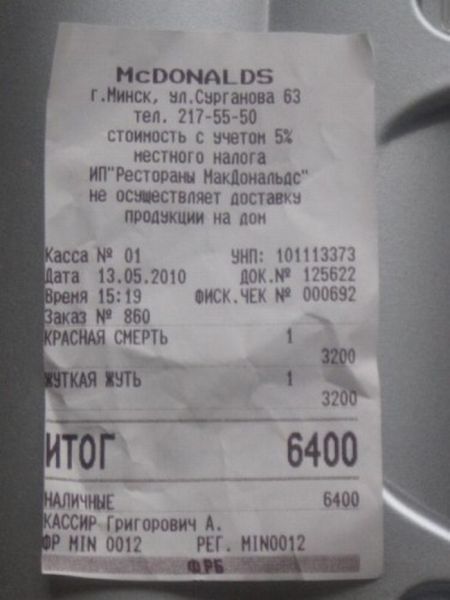 McDONALDS
г.Минск, ул.Сурганова 63
тел. 217-55-50
стоимость с учетом 5%
местного налога
ИП"Рестораны МакДональдс"
не осуществляет доставку
продукции на дом
Касса № 01 УНП: 101113373
Дата 13.05.2010 ДОК.№ 125622
Время 15:19 ФИСК.ЧЕК № 000692
Заказ № 860
КРАСНАЯ СМЕРТЬ 1
3200
ЖУТКАЯ ЖУТЬ 1
3200
ИТОГ 6400
НАЛИЧНЫЕ 6400
КАССИР Григорович А.
ФР MIN 0012 РЕГ. MIN0012
ФРБ